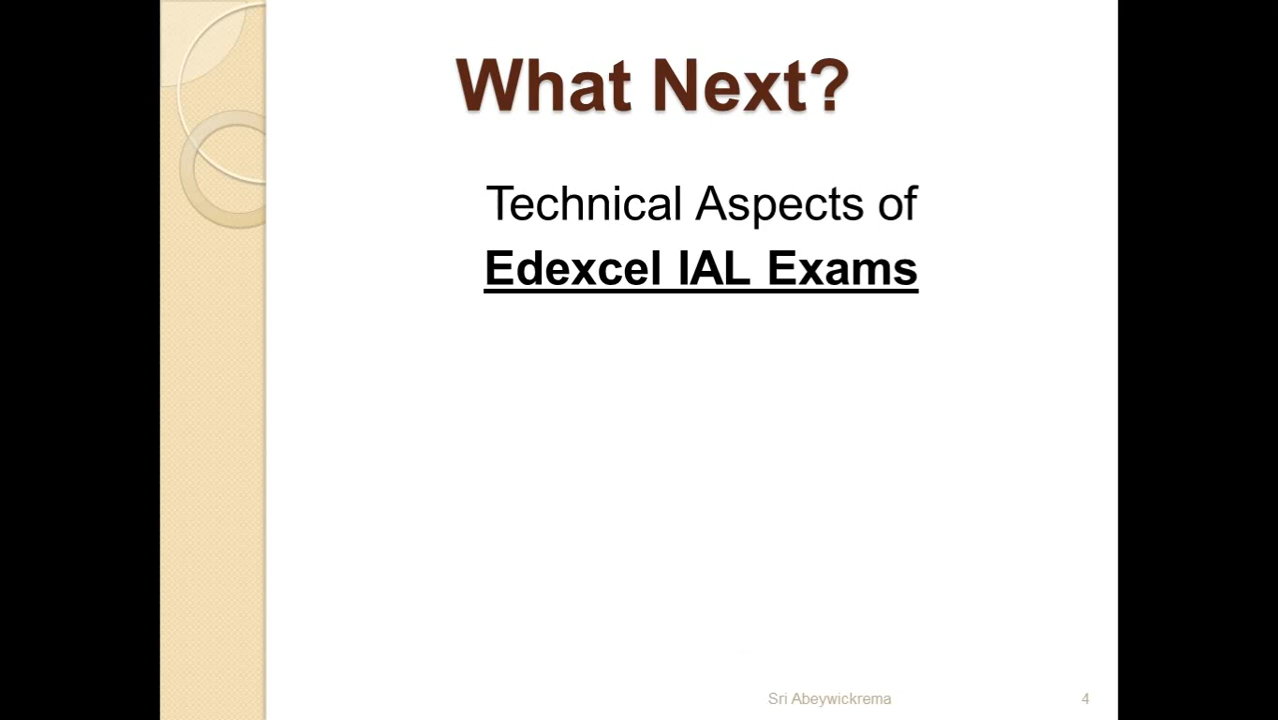 What Next?
Technical Aspects of
Edexcel IAL Exams
Sri Abeywickrema
4